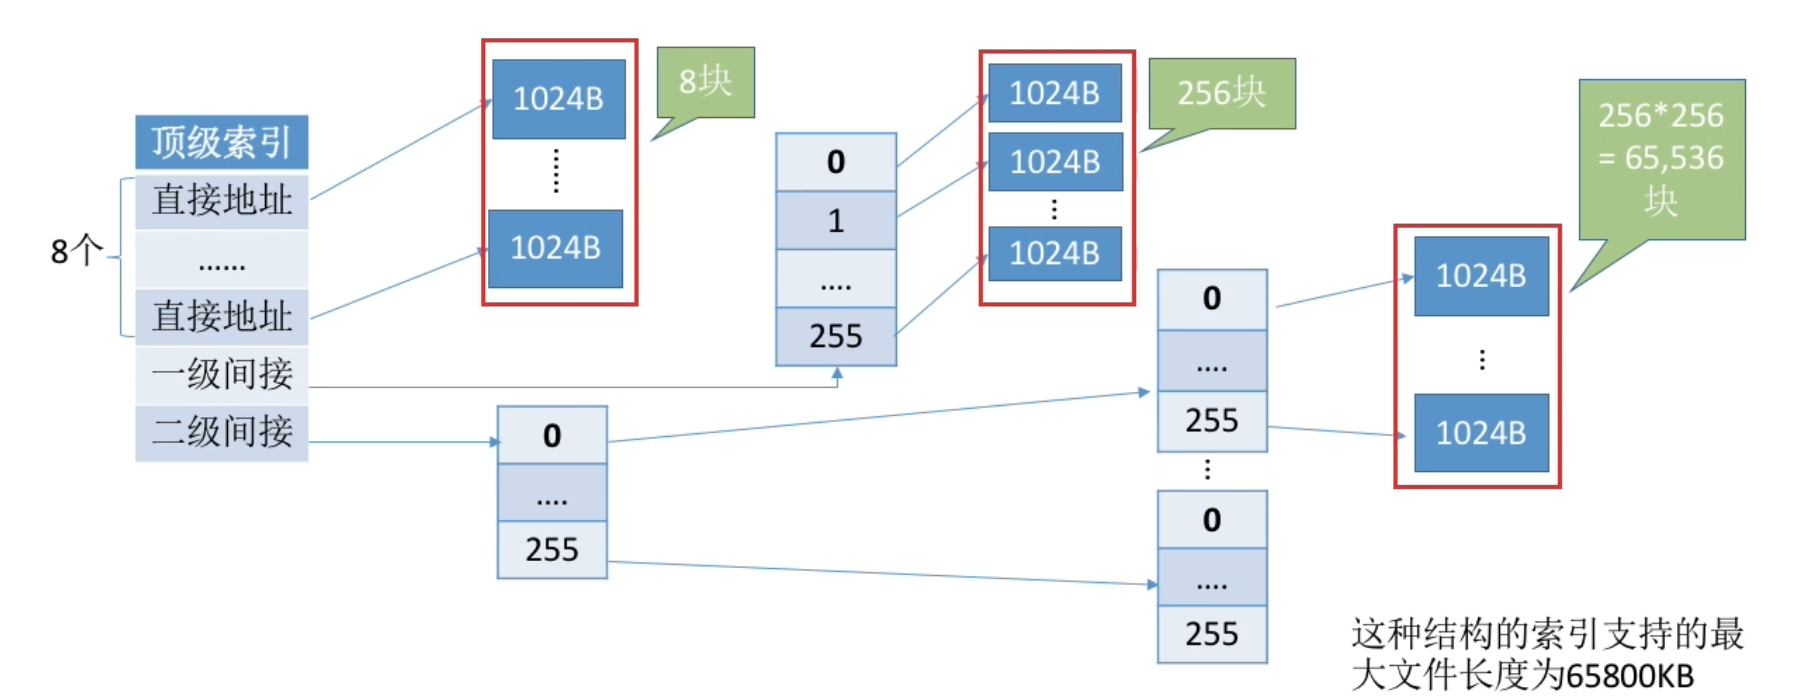 顶级索引
8个
直接地址
......
直接地址
一级间接
二级间接
1024B
1024B
8块
0
1
....
255
1024B
1024B
1024B
256块
0
....
255
0
....
255
0
....
255
1024B
1024B
256*256
= 65,536
块
这种结构的索引支持的最
大文件长度为65800KB